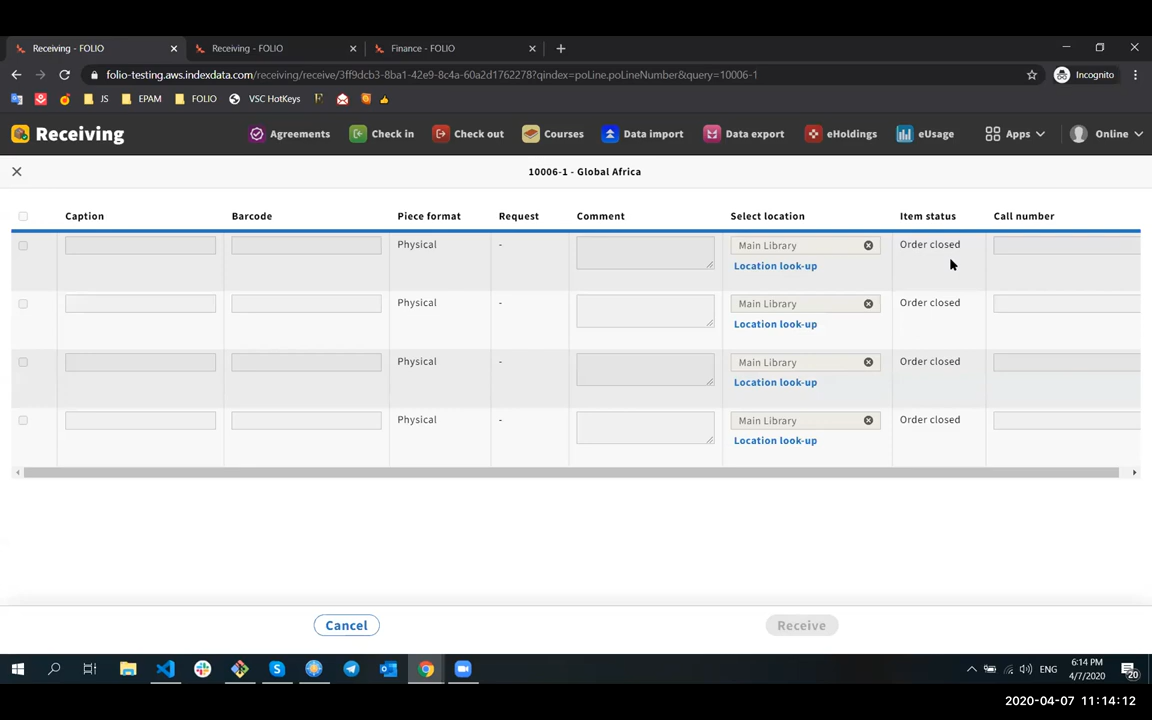 Receiving - FOLIO
Receiving - FOLIO
Finance - FOLIO
folio-testing.aws.indexdata.com/receiving/receive/3ff9dcb3-8ba1-42e9-8c4a-60a2d1762278?qindex=poLine.poLineNumber&query=10006-1
Incognito
JS EPAM FOLIO VSC HotKeys
Receiving Agreements Check in Check out Courses Data import Data export eHoldings eUsage Apps Online
10006-1 - Global Africa
Caption Barcode Piece format Request Comment Select location Item status Call number
Physical - Main Library Order closed
Location look-up
Physical - Main Library Order closed
Location look-up
Physical - Main Library Order closed
Location look-up
Physical - Main Library Order closed
Location look-up
Cancel Receive
ENG 6:14 PM
4/7/2020
20
2020-04-07 11:14:12